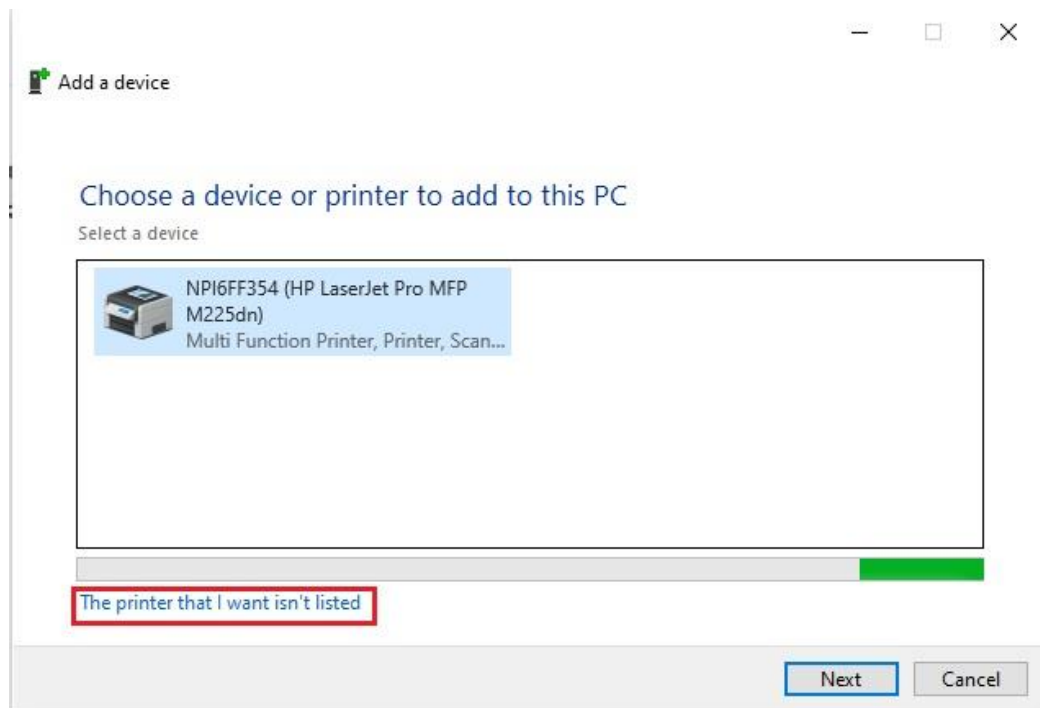 Add a device
Choose a device or printer to add to this PC
Select a device
NPI6FF354 (HP LaserJet Pro MFP
M225dn)
Multi Function Printer, Printer, Scan...
The printer that I want isn't listed
Next
Cancel